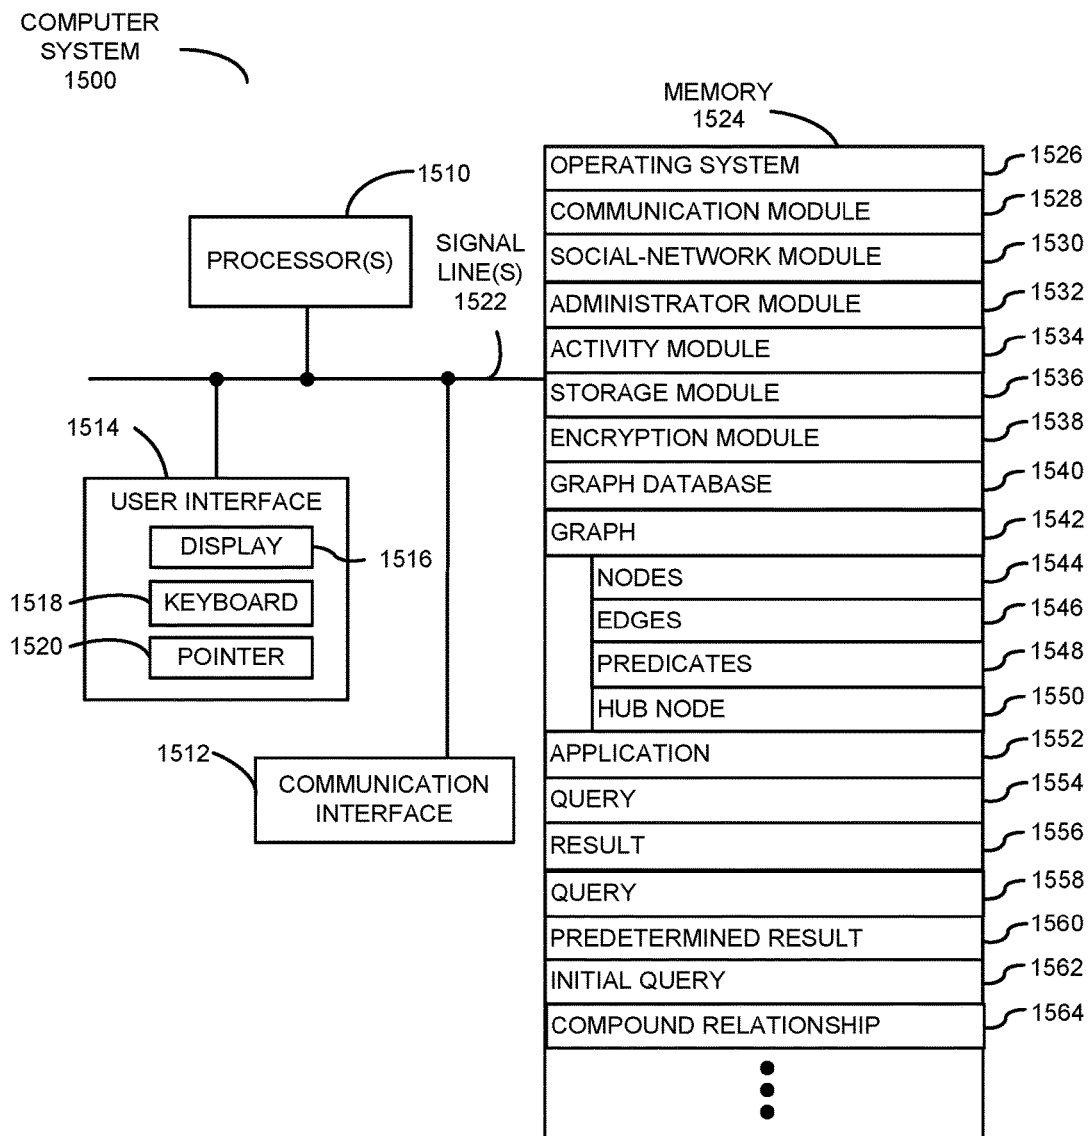 COMPUTER
SYSTEM
1500
MEMORY
1524
1510
PROCESSOR(S)
SIGNAL
LINE(S)
1522
1514
USER INTERFACE
DISPLAY
1516
1518
KEYBOARD
1520
POINTER
1512
COMMUNICATION
INTERFACE
OPERATING SYSTEM
1526
COMMUNICATION MODULE
1528
SOCIAL-NETWORK MODULE
1530
ADMINISTRATOR MODULE
1532
ACTIVITY MODULE
1534
STORAGE MODULE
1536
ENCRYPTION MODULE
1538
GRAPH DATABASE
1540
GRAPH
1542
NODES
1544
EDGES
1546
PREDICATES
1548
HUB NODE
1550
APPLICATION
1552
QUERY
1554
RESULT
1556
QUERY
1558
PREDETERMINED RESULT
1560
INITIAL QUERY
1562
COMPOUND RELATIONSHIP
1564